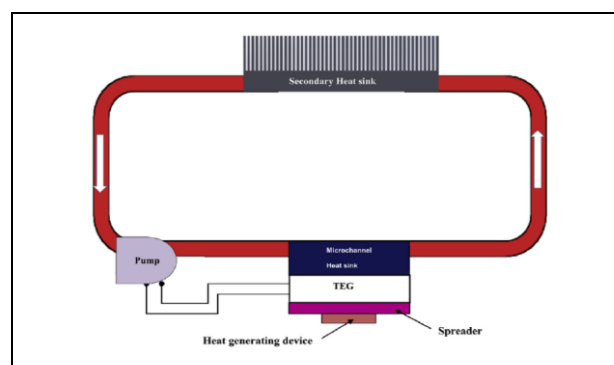 Secondary Heat sink
Microchannel
Heat sink
Pump
TEG
Spreader
Heat generating device